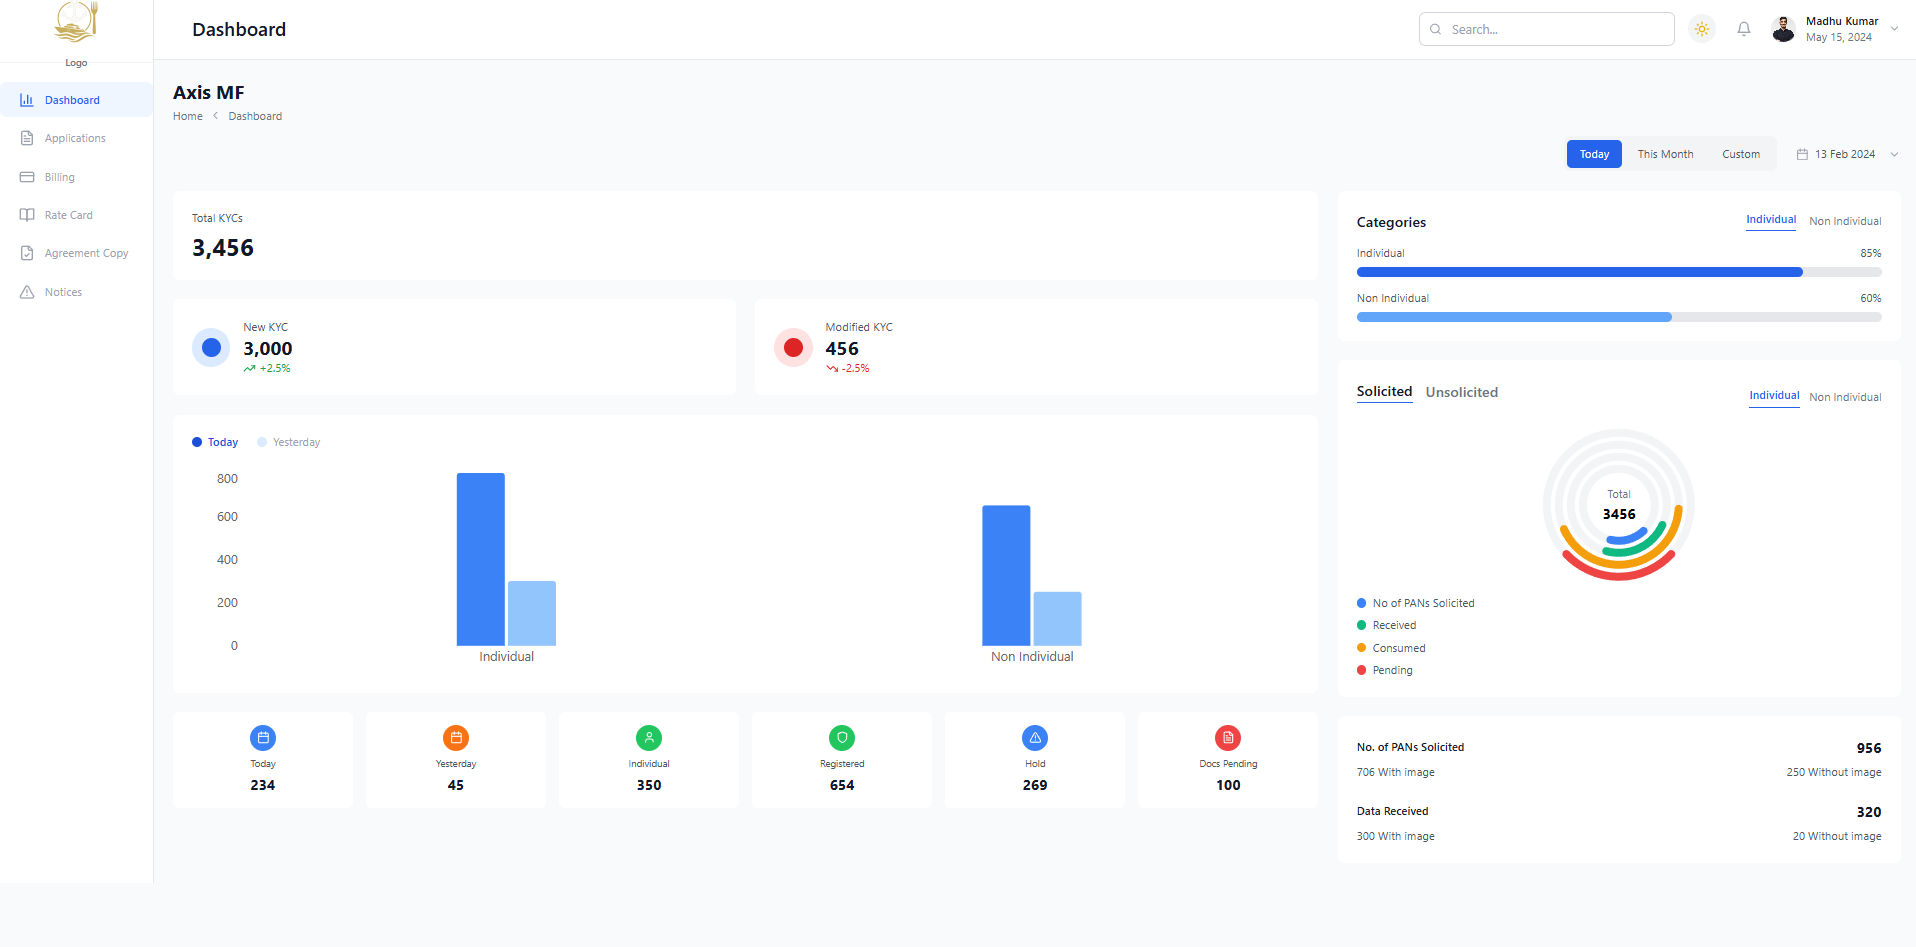 Logo
Dashboard
Applications
Billing
Rate Card
Agreement Copy
Notices
Dashboard
Search...
Madhu Kumar
May 15, 2024
Axis MF
Home
Dashboard
Today
This Month
Custom
13 Feb 2024
Total KYCs
3,456
New KYC
3,000
+2.5%
Modified KYC
456
-2.5%
Today
Yesterday
800
600
400
200
0
Individual
Non Individual
Today
234
Yesterday
45
Individual
350
Registered
654
Hold
269
Docs Pending
100
Categories
Individual
Non Individual
Individual
85%
Non Individual
60%
Solicited
Unsolicited
Individual
Non Individual
Total
3456
No of PANs Solicited
Received
Consumed
Pending
No. of PANs Solicited
956
706 With image
250 Without image
Data Received
320
300 With image
20 Without image